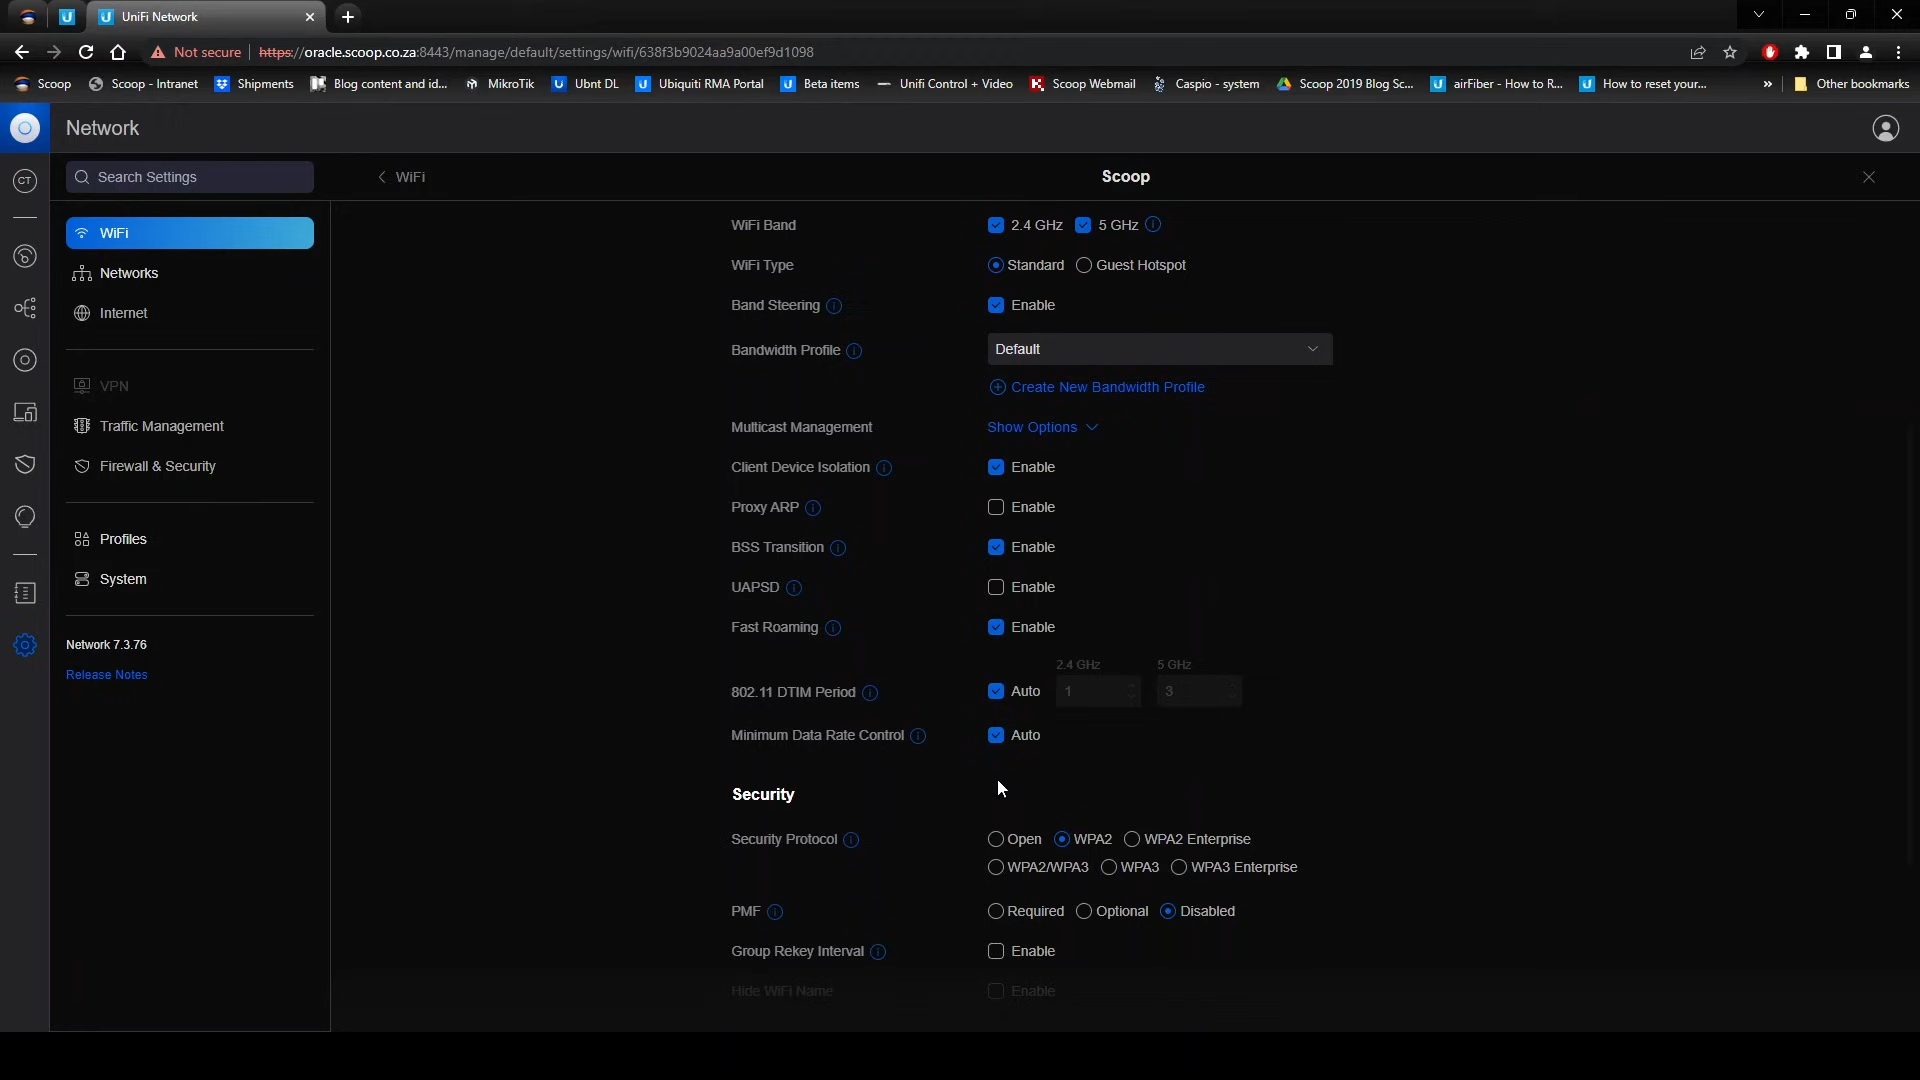 UniFi Network
Not secure https://oracle.scoop.co.za:8443/manage/default/settings/wifi/638f3b9024aa9a00ef9d1098
Scoop Scoop - Intranet Shipments Blog content and id... MikroTik Ubnt DL Ubiquiti RMA Portal Beta items Unifi Control + Video Scoop Webmail Caspio - system Scoop 2019 Blog Sc... airFiber - How to R... How to reset your... » Other bookmarks
Network
CT
Search Settings
WiFi
Networks
Internet
VPN
Traffic Management
Firewall & Security
Profiles
System
Network 7.3.76
Release Notes
WiFi
Scoop
WiFi Band 2.4 GHz 5 GHz
WiFi Type Standard Guest Hotspot
Band Steering Enable
Bandwidth Profile Default
Create New Bandwidth Profile
Multicast Management Show Options
Client Device Isolation Enable
Proxy ARP Enable
BSS Transition Enable
UAPSD Enable
Fast Roaming Enable
2.4 GHz 5 GHz
802.11 DTIM Period Auto 1 3
Minimum Data Rate Control Auto
Security
Security Protocol Open WPA2 WPA2 Enterprise
WPA2/WPA3 WPA3 WPA3 Enterprise
PMF Required Optional Disabled
Group Rekey Interval Enable
Hide WiFi Name Enable